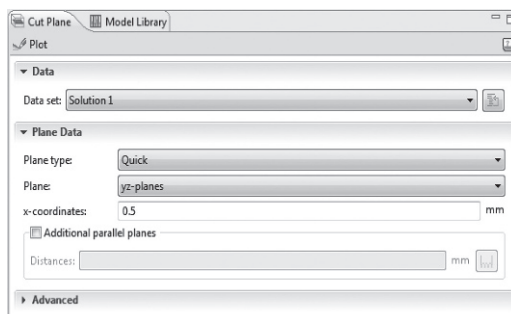 Cut Plane Model Library
Plot
Data
Data set: Solution 1
Plane Data
Plane type: Quick
Plane: yz-planes
x-coordinates: 0.5 mm
Additional parallel planes
Distances: mm
Advanced